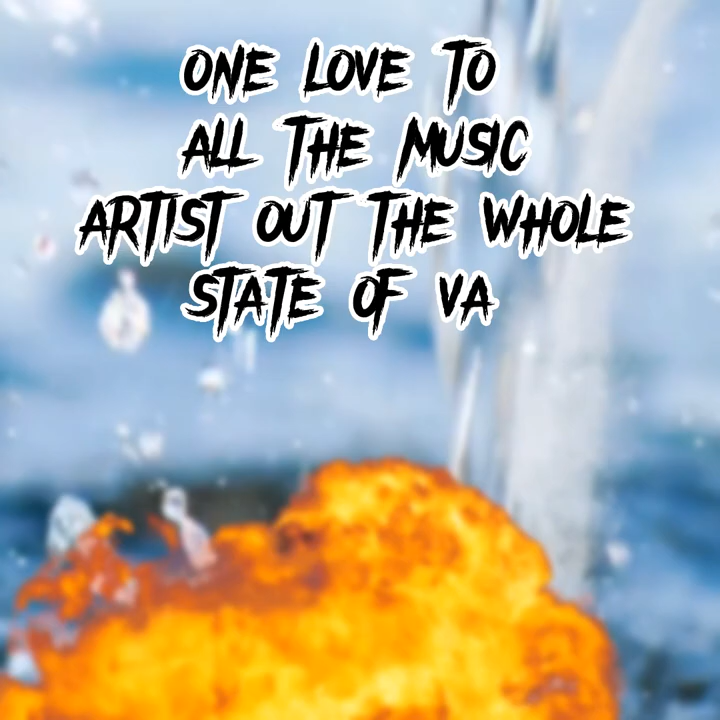 ONE LOVE TO
ALL THE MUSIC
ARTIST OUT THE WHOLE
STATE OF VA